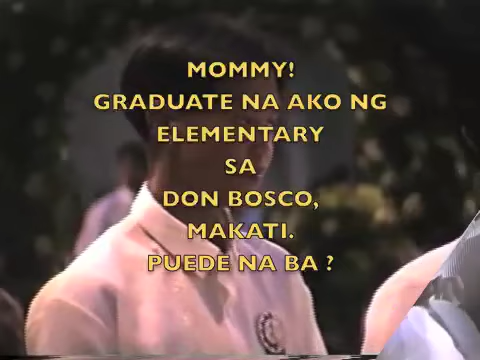 MOMMY!
GRADUATE NA AKO NG
ELEMENTARY
SA
DON BOSCO,
MAKATI.
PUEDE NA BA ?